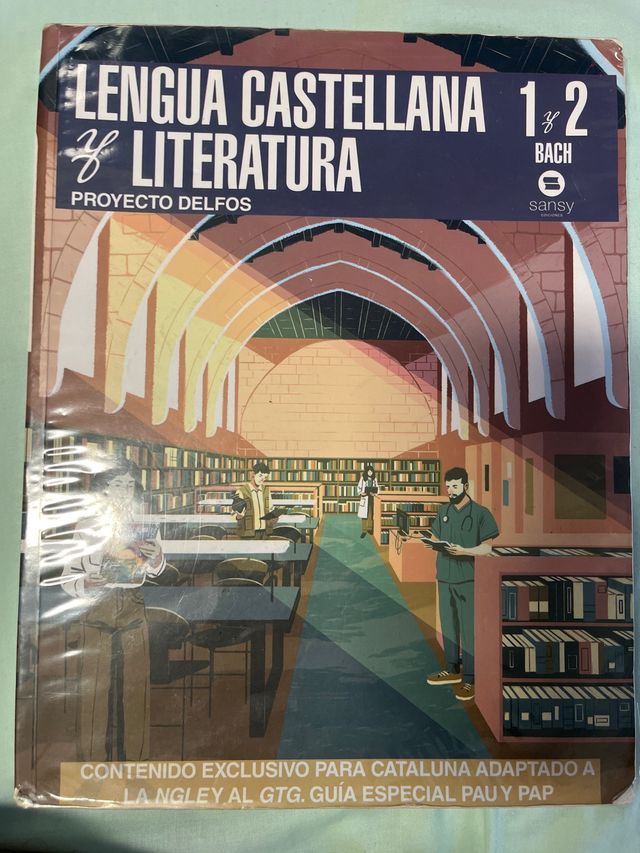 LENGUA CASTELLANA
y LITERATURA
PROYECTO DELFOS
1 y 2
BACH
sansy
EDICIONES
CONTENIDO EXCLUSIVO PARA CATALUNA ADAPTADO A
LA NGLE Y AL GTG. GUÍA ESPECIAL PAU Y PAP